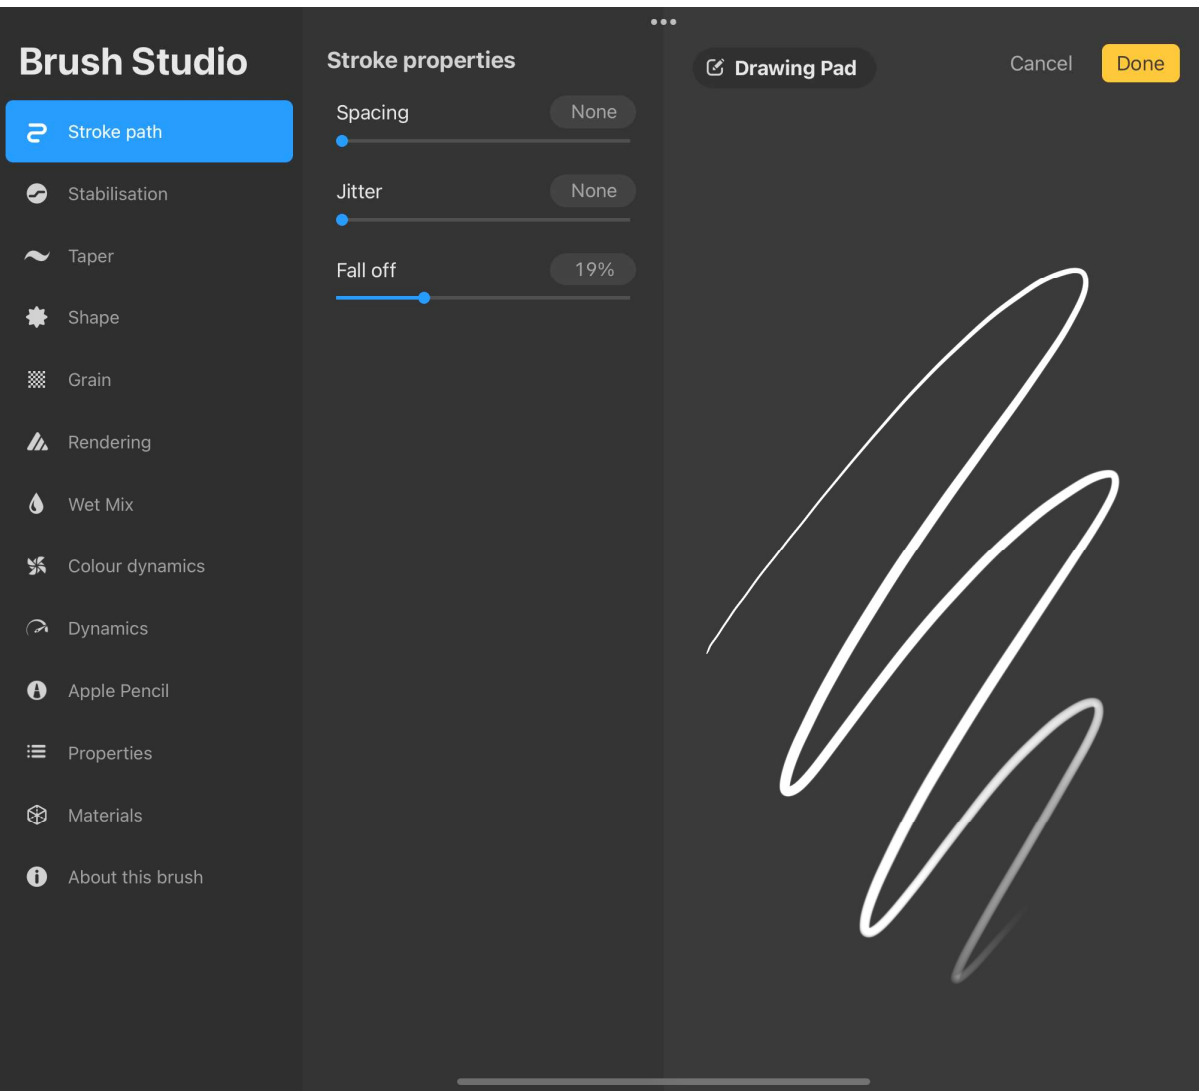 Brush Studio
Stroke path
Stabilisation
Taper
Shape
Grain
Rendering
Wet Mix
Colour dynamics
Dynamics
Apple Pencil
Properties
Materials
About this brush
Stroke properties
Spacing None
Jitter None
Fall off 19%
Drawing Pad
Cancel
Done